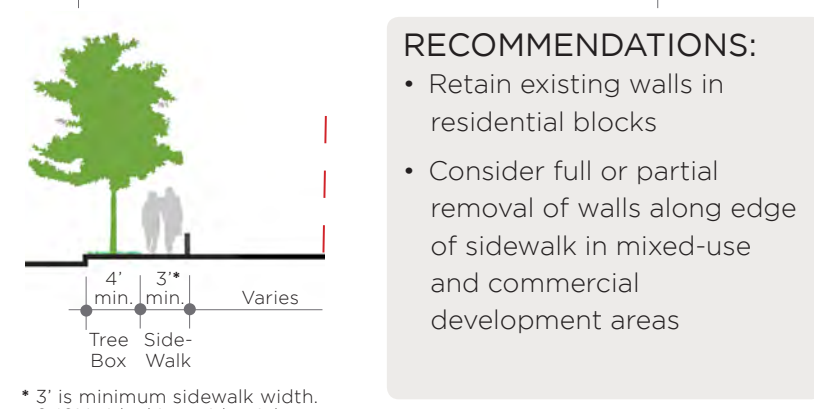 4' 3'*
min. min. Varies
Tree Side-
Box Walk
* 3' is minimum sidewalk width.
RECOMMENDATIONS:
• Retain existing walls in
residential blocks
• Consider full or partial
removal of walls along edge
of sidewalk in mixed-use
and commercial
development areas